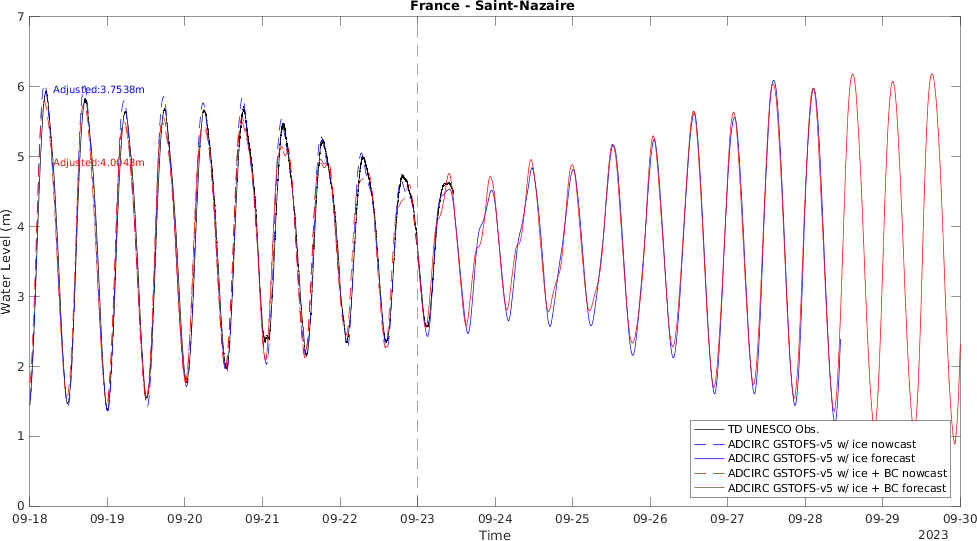 France - Saint-Nazaire
7
6
5
4
3
2
1
0
Water Level (m)
Adjusted:3.7538m
Adjusted:4.0043m
TD UNESCO Obs.
ADCIRC GSTOFS-v5 w/ ice nowcast
ADCIRC GSTOFS-v5 w/ ice forecast
ADCIRC GSTOFS-v5 w/ ice + BC nowcast
ADCIRC GSTOFS-v5 w/ ice + BC forecast
09-18 09-19 09-20 09-21 09-22 09-23 09-24 09-25 09-26 09-27 09-28 09-29 09-30
Time
2023